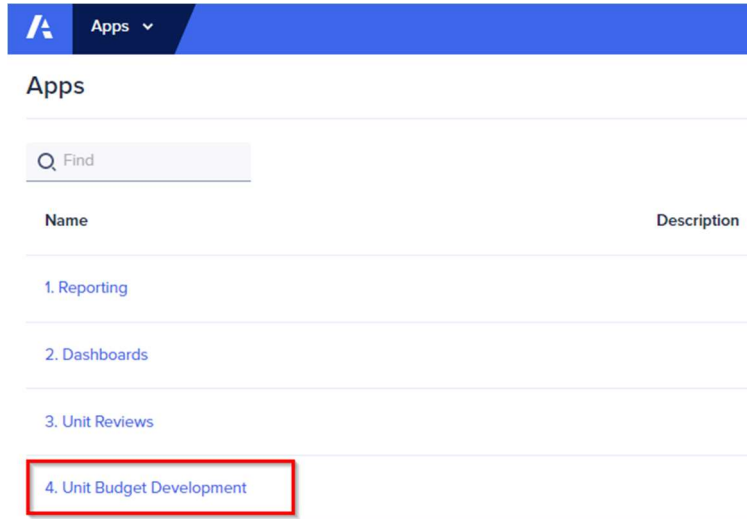 Apps
Apps
Find
Name Description
1. Reporting
2. Dashboards
3. Unit Reviews
4. Unit Budget Development